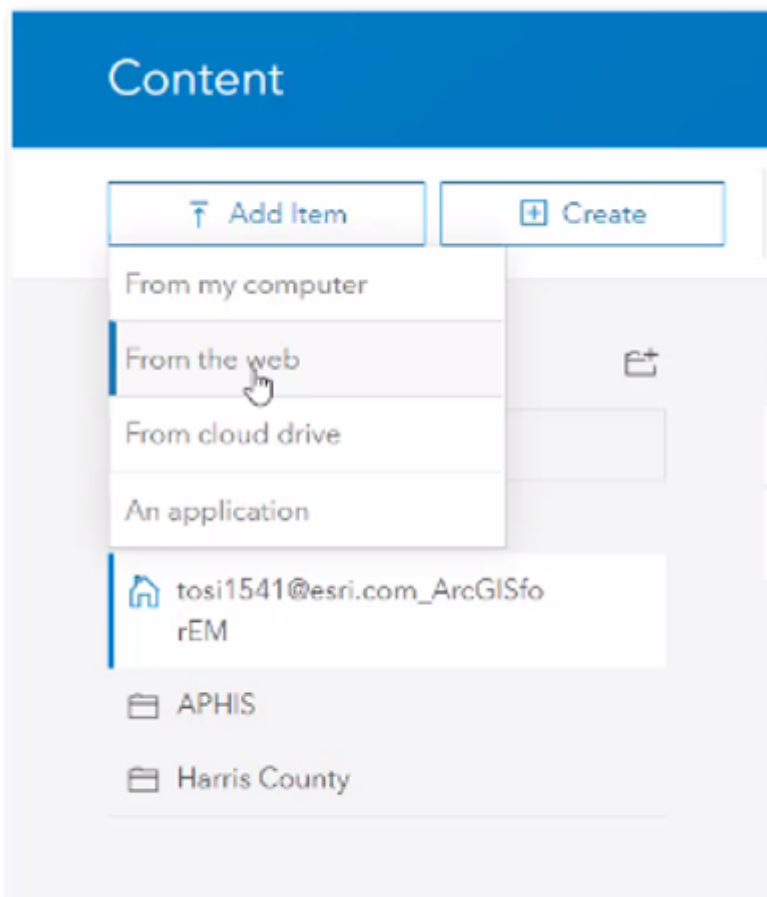 Content
Add Item
Create
From my computer
From the web
From cloud drive
An application
tosi1541@esri.com_ArcGISfo
rEM
APHIS
Harris County